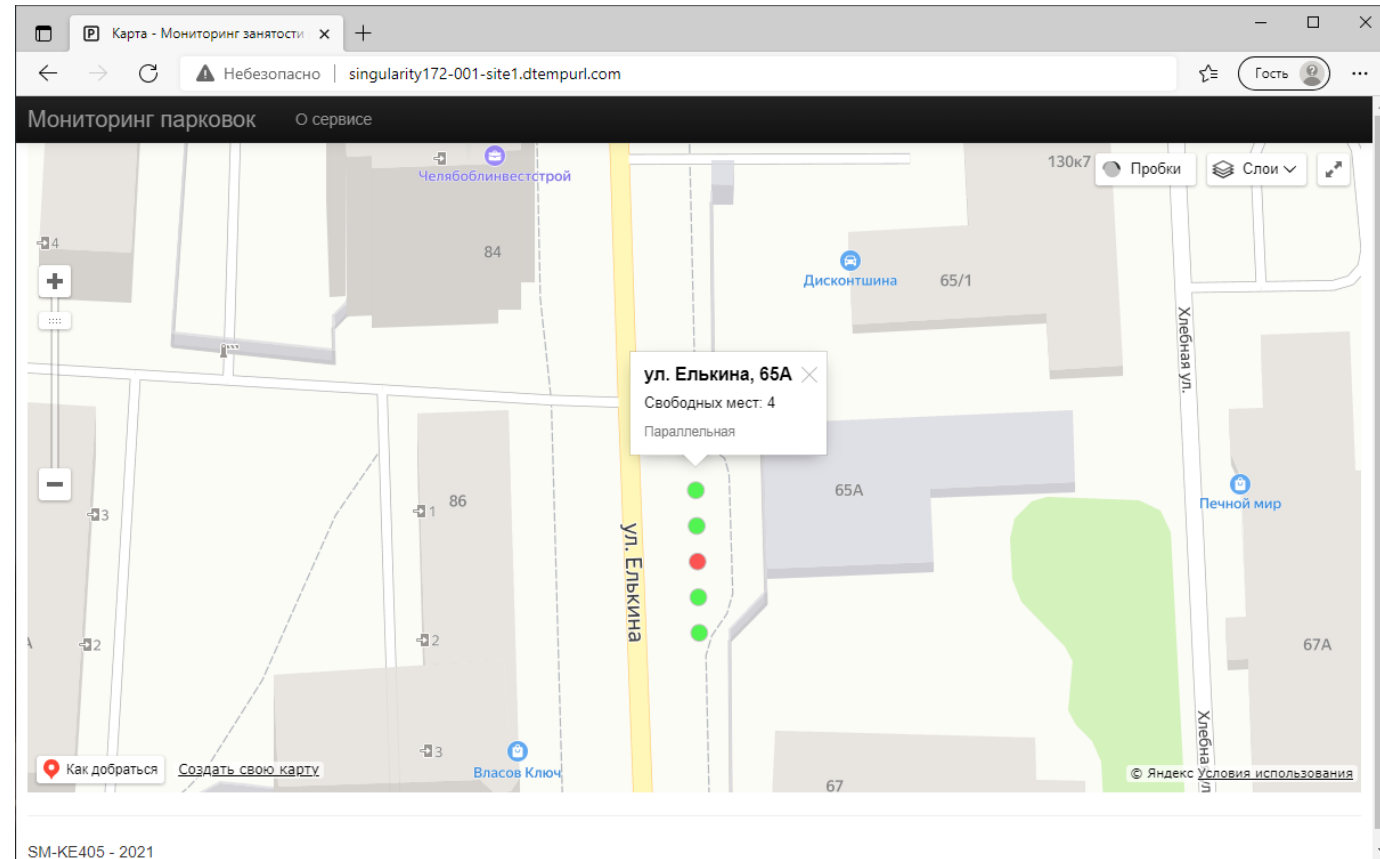 Карта - Мониторинг занятости
Небезопасно
singularity172-001-site1.dtempurl.com
Гость
Мониторинг парковок
О сервисе
Челябоблинвестстрой
130к7
Пробки
Слои
4
84
Дисконтшина
65/1
Хлебная ул.
ул. Елькина, 65А
Свободных мест: 4
Параллельная
3
1
86
65А
Печной мир
ул. Елькина
2
2
67А
3
Власов Ключ
67
Как добраться
Создать свою карту
© Яндекс Условия использования
SM-KE405 - 2021